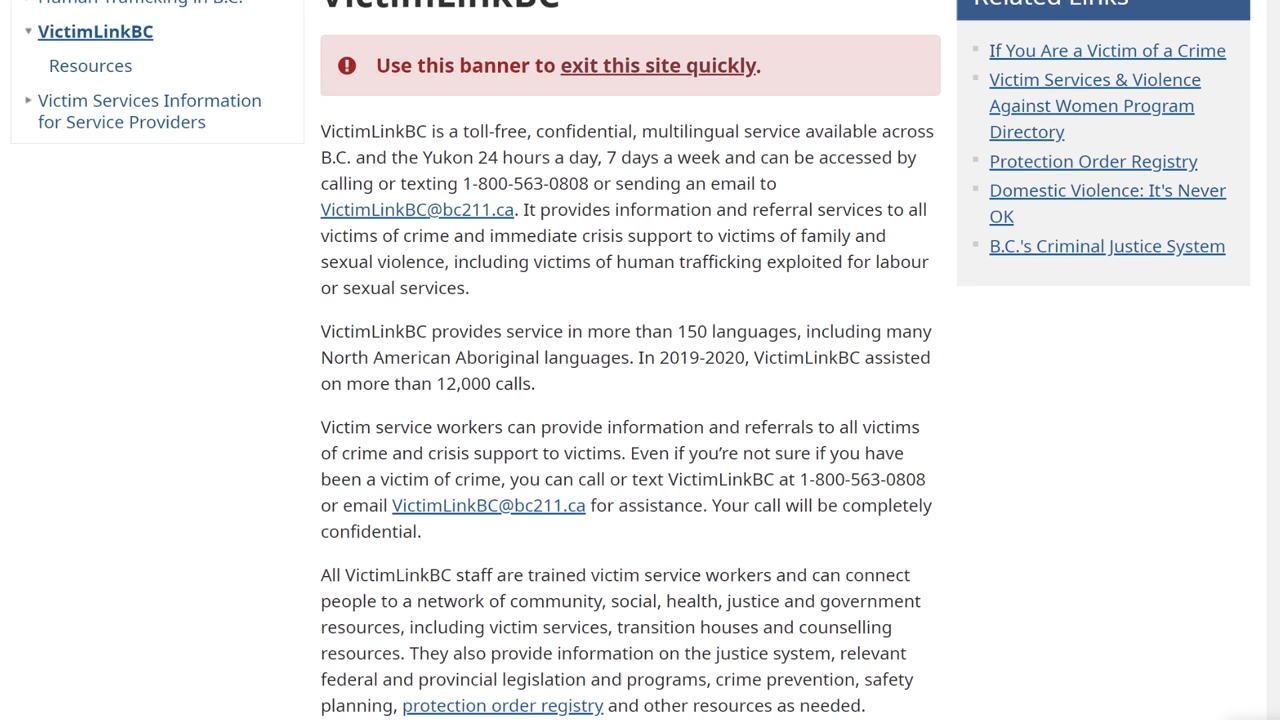 Human Trafficking in B.C.
VictimLinkBC
Resources
Victim Services Information
for Service Providers
VictimLinkBC
Use this banner to exit this site quickly.
VictimLinkBC is a toll-free, confidential, multilingual service available across
B.C. and the Yukon 24 hours a day, 7 days a week and can be accessed by
calling or texting 1-800-563-0808 or sending an email to
VictimLinkBC@bc211.ca. It provides information and referral services to all
victims of crime and immediate crisis support to victims of family and
sexual violence, including victims of human trafficking exploited for labour
or sexual services.
VictimLinkBC provides service in more than 150 languages, including many
North American Aboriginal languages. In 2019-2020, VictimLinkBC assisted
on more than 12,000 calls.
Victim service workers can provide information and referrals to all victims
of crime and crisis support to victims. Even if you’re not sure if you have
been a victim of crime, you can call or text VictimLinkBC at 1-800-563-0808
or email VictimLinkBC@bc211.ca for assistance. Your call will be completely
confidential.
All VictimLinkBC staff are trained victim service workers and can connect
people to a network of community, social, health, justice and government
resources, including victim services, transition houses and counselling
resources. They also provide information on the justice system, relevant
federal and provincial legislation and programs, crime prevention, safety
planning, protection order registry and other resources as needed.
Related Links
If You Are a Victim of a Crime
Victim Services & Violence
Against Women Program
Directory
Protection Order Registry
Domestic Violence: It's Never
OK
B.C.'s Criminal Justice System